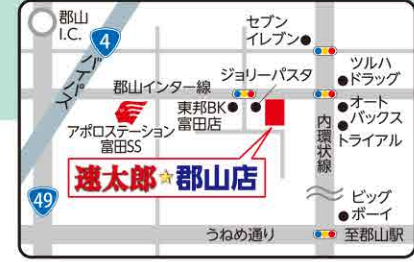 郡山
I.C.
4
バイパス
セブン
イレブン
ツルハ
ドラッグ
郡山インター線
ジョリーパスタ
オート
バックス
トライアル
アポロステーション
富田SS
東邦BK
富田店
内環状線
速太郎☆郡山店
49
ビッグ
ボーイ
うねめ通り
至郡山駅